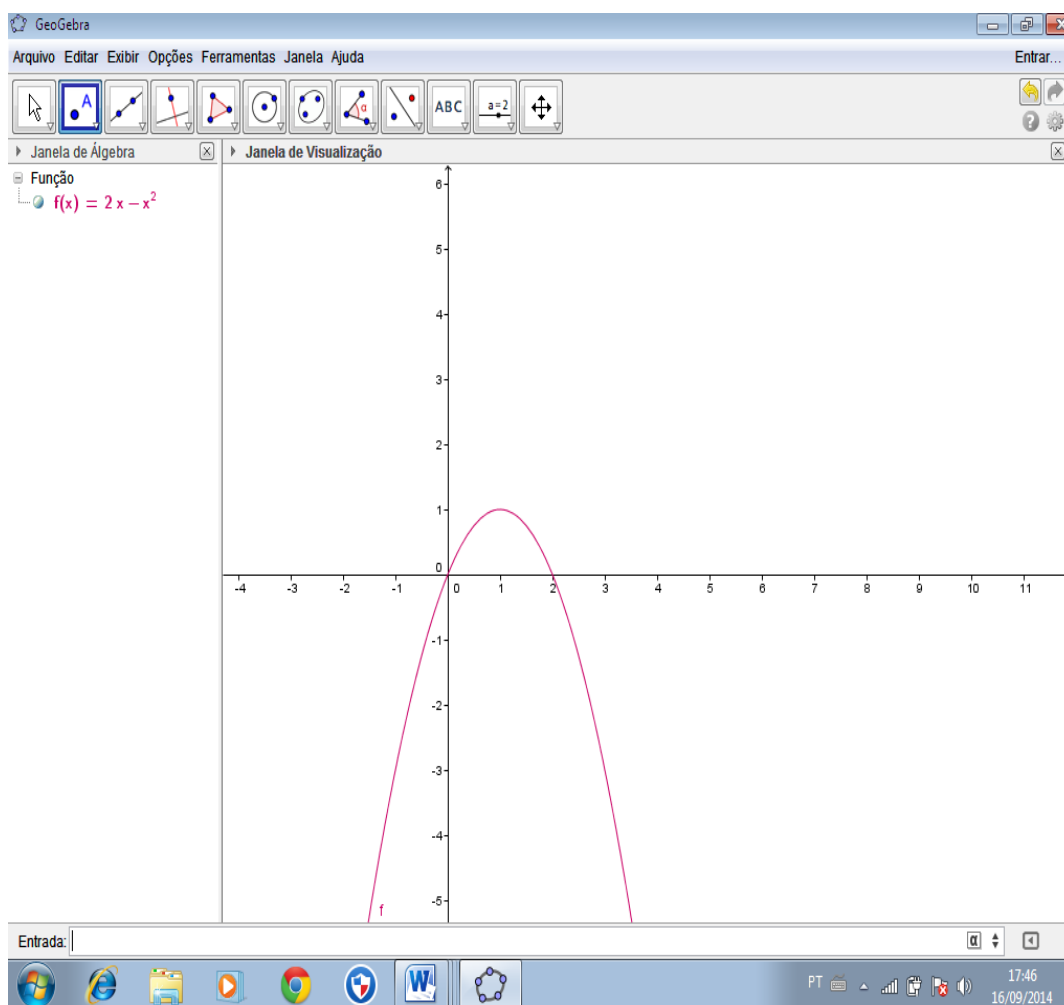 GeoGebra
Arquivo Editar Exibir Opções Ferramentas Janela Ajuda Entrar...
A α ABC a=2
Janela de Álgebra Janela de Visualização
Função
f(x) = 2 x − x²
6
5
4
3
2
1
0
-4 -3 -2 -1 0 1 2 3 4 5 6 7 8 9 10 11
-1
-2
-3
-4
-5
f
Entrada: α
W PT 17:46
16/09/2014